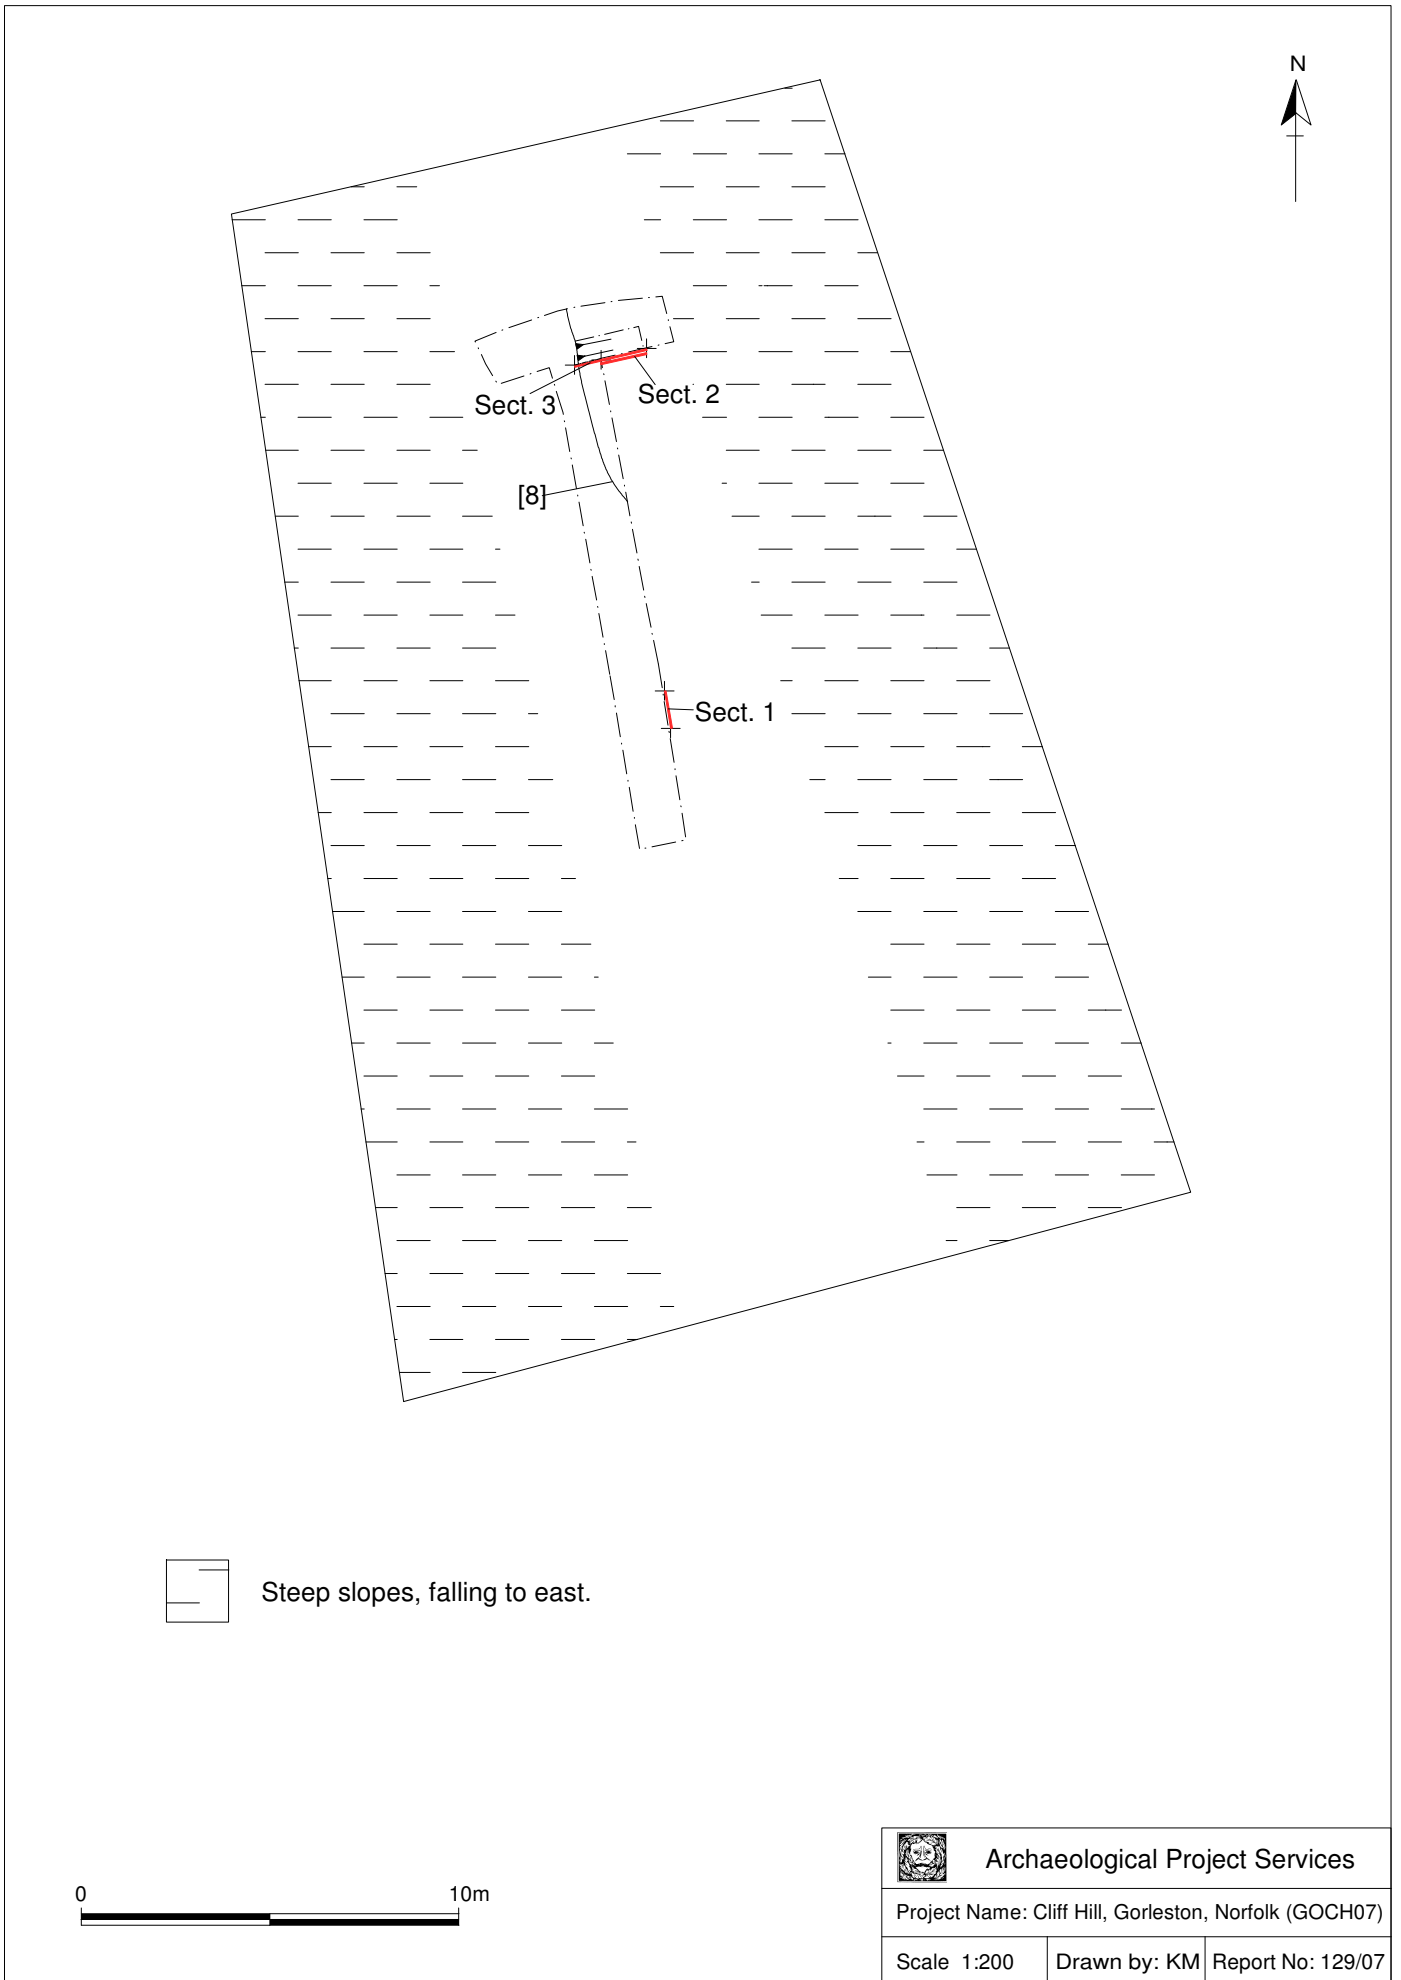 N
Sect. 3
Sect. 2
[8]
Sect. 1
Steep slopes, falling to east.
0 10m
Archaeological Project Services
Project Name: Cliff Hill, Gorleston, Norfolk (GOCH07)
Scale 1:200 Drawn by: KM Report No: 129/07